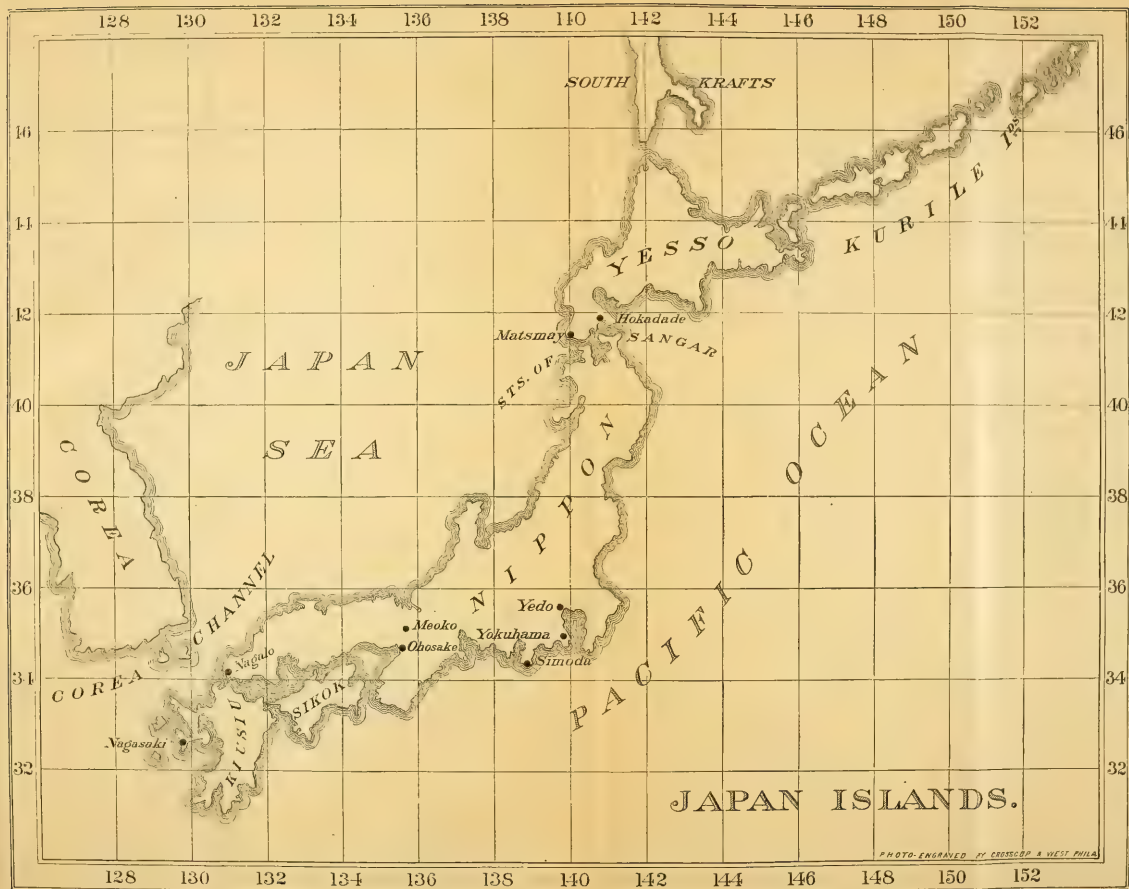 128 130 132 134 136 138 140 142 144 146 148 150 152
SOUTH KRAFTS
46 46
KURILE IDS.
44 44
YESSO
42 42
Hokadade
Matsmay
STS. OF SANGAR
JAPAN
SEA
40 40
COREA
NIPPON
PACIFIC OCEAN
38 38
36 36
COREA CHANNEL
Yedo
Meoko
Yokuhama
Ohosake
Simoda
Nagato
34 34
SIKOK
KIUSIU
Nagasaki
32 32
JAPAN ISLANDS.
PHOTO-ENGRAVED BY CROSSCUP & WEST PHILA
128 130 132 134 136 138 140 142 144 146 148 150 152